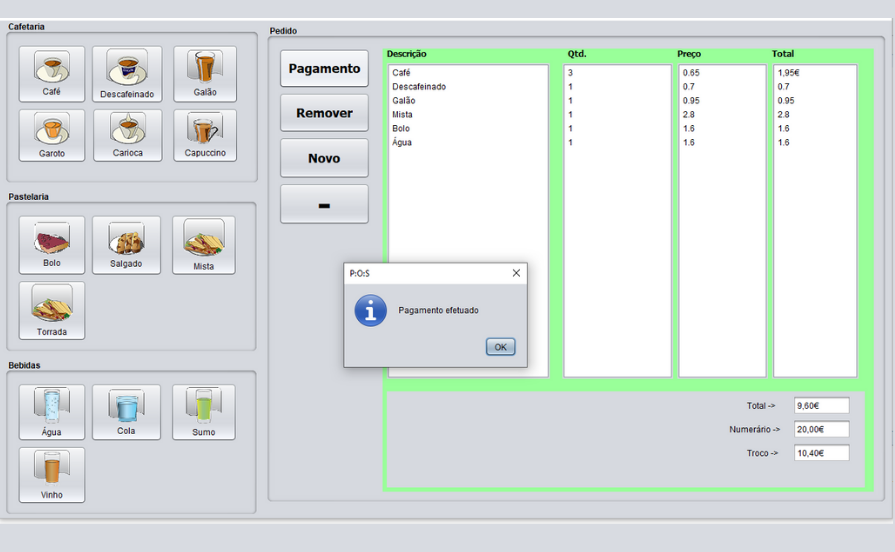 Cafetaria
Café Descafeinado Galão
Garoto Carioca Capuccino
Pastelaria
Bolo Salgado Mista
Torrada
Bebidas
Água Cola Sumo
Vinho
Pedido
Pagamento
Remover
Novo
-
Descrição Qtd. Preço Total
Café 3 0.65 1,95€
Descafeinado 1 0.7 0.7
Galão 1 0.95 0.95
Mista 1 2.8 2.8
Bolo 1 1.6 1.6
Água 1 1.6 1.6
P:O:S
Pagamento efetuado
OK
Total -> 9,60€
Numerário -> 20,00€
Troco -> 10,40€